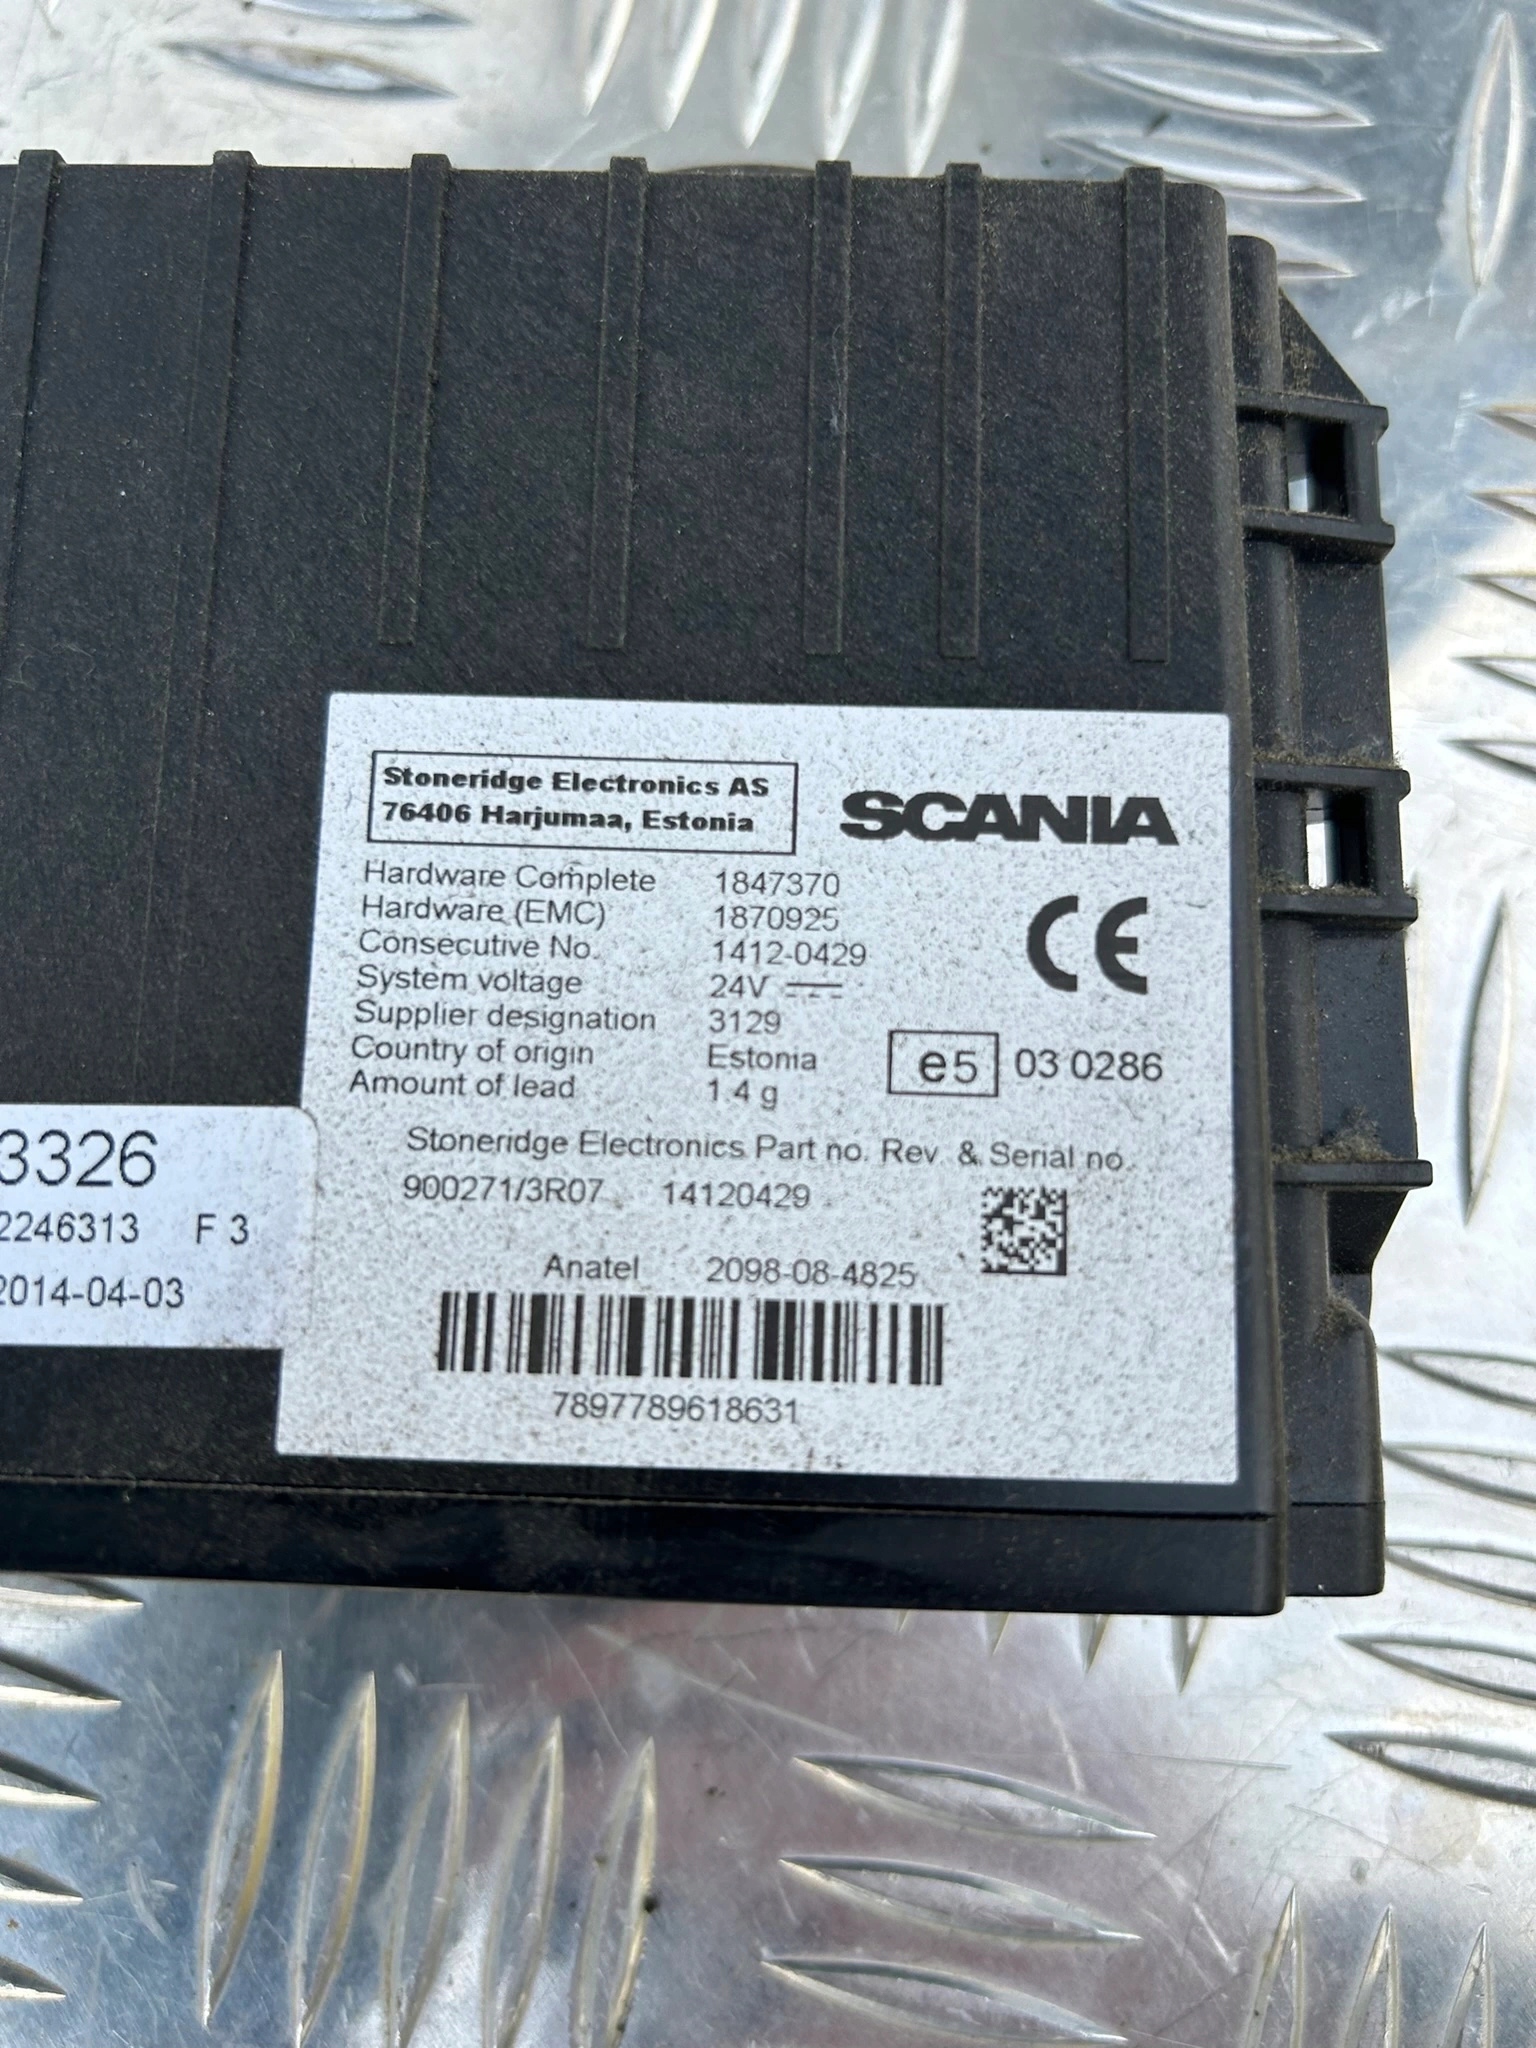 Stoneridge Electronics AS
76406 Harjumaa, Estonia
SCANIA
Hardware Complete 1847370
Hardware (EMC) 1870925
Consecutive No. 1412-0429
System voltage 24V
Supplier designation 3129
Country of origin Estonia
Amount of lead 1.4 g
CE
e5 03 0286
Stoneridge Electronics Part no. Rev. & Serial no.
900271/3R07 14120429
Anatel 2098-08-4825
7897789618631
3326
2246313 F 3
2014-04-03